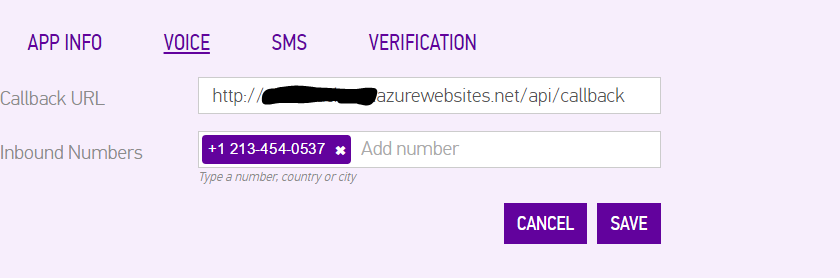 APP INFO VOICE SMS VERIFICATION
Callback URL http:// azurewebsites.net/api/callback
Inbound Numbers +1 213-454-0537 ✖ Add number
Type a number, country or city
CANCEL SAVE